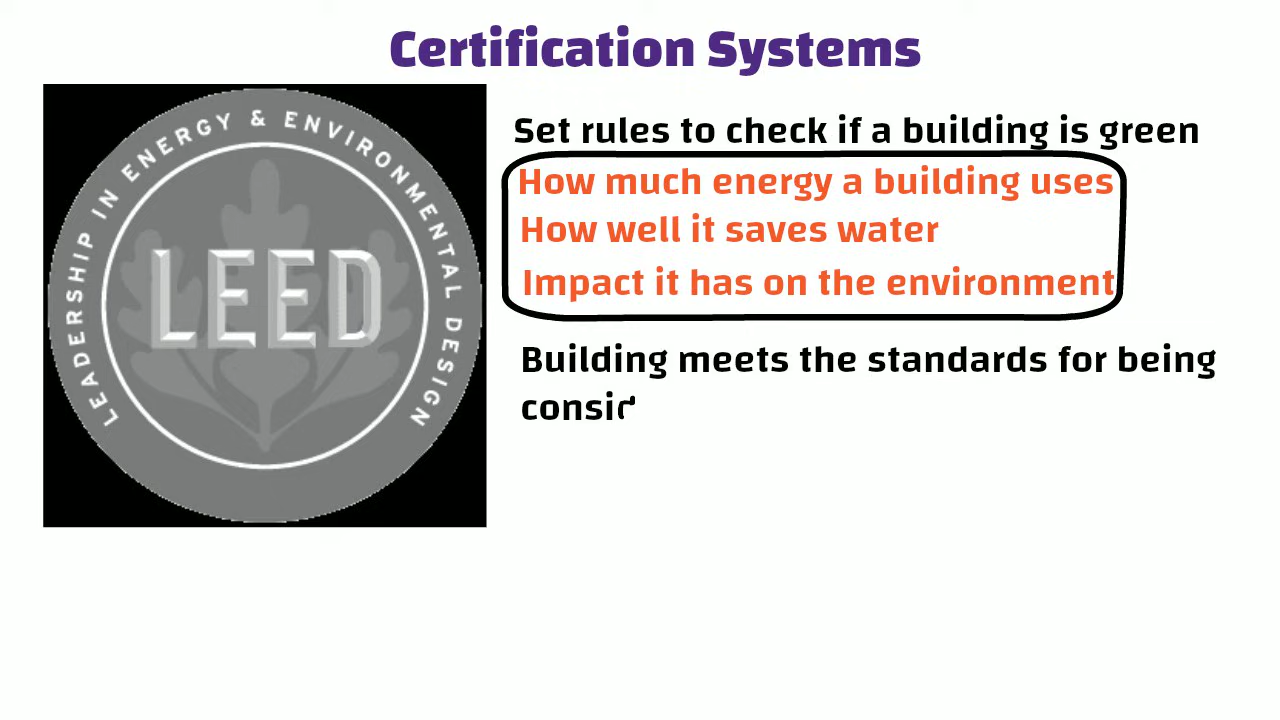 Certification Systems
LEADERSHIP IN ENERGY & ENVIRONMENTAL DESIGN
LEED
Set rules to check if a building is green
How much energy a building uses
How well it saves water
Impact it has on the environment
Building meets the standards for being
consi